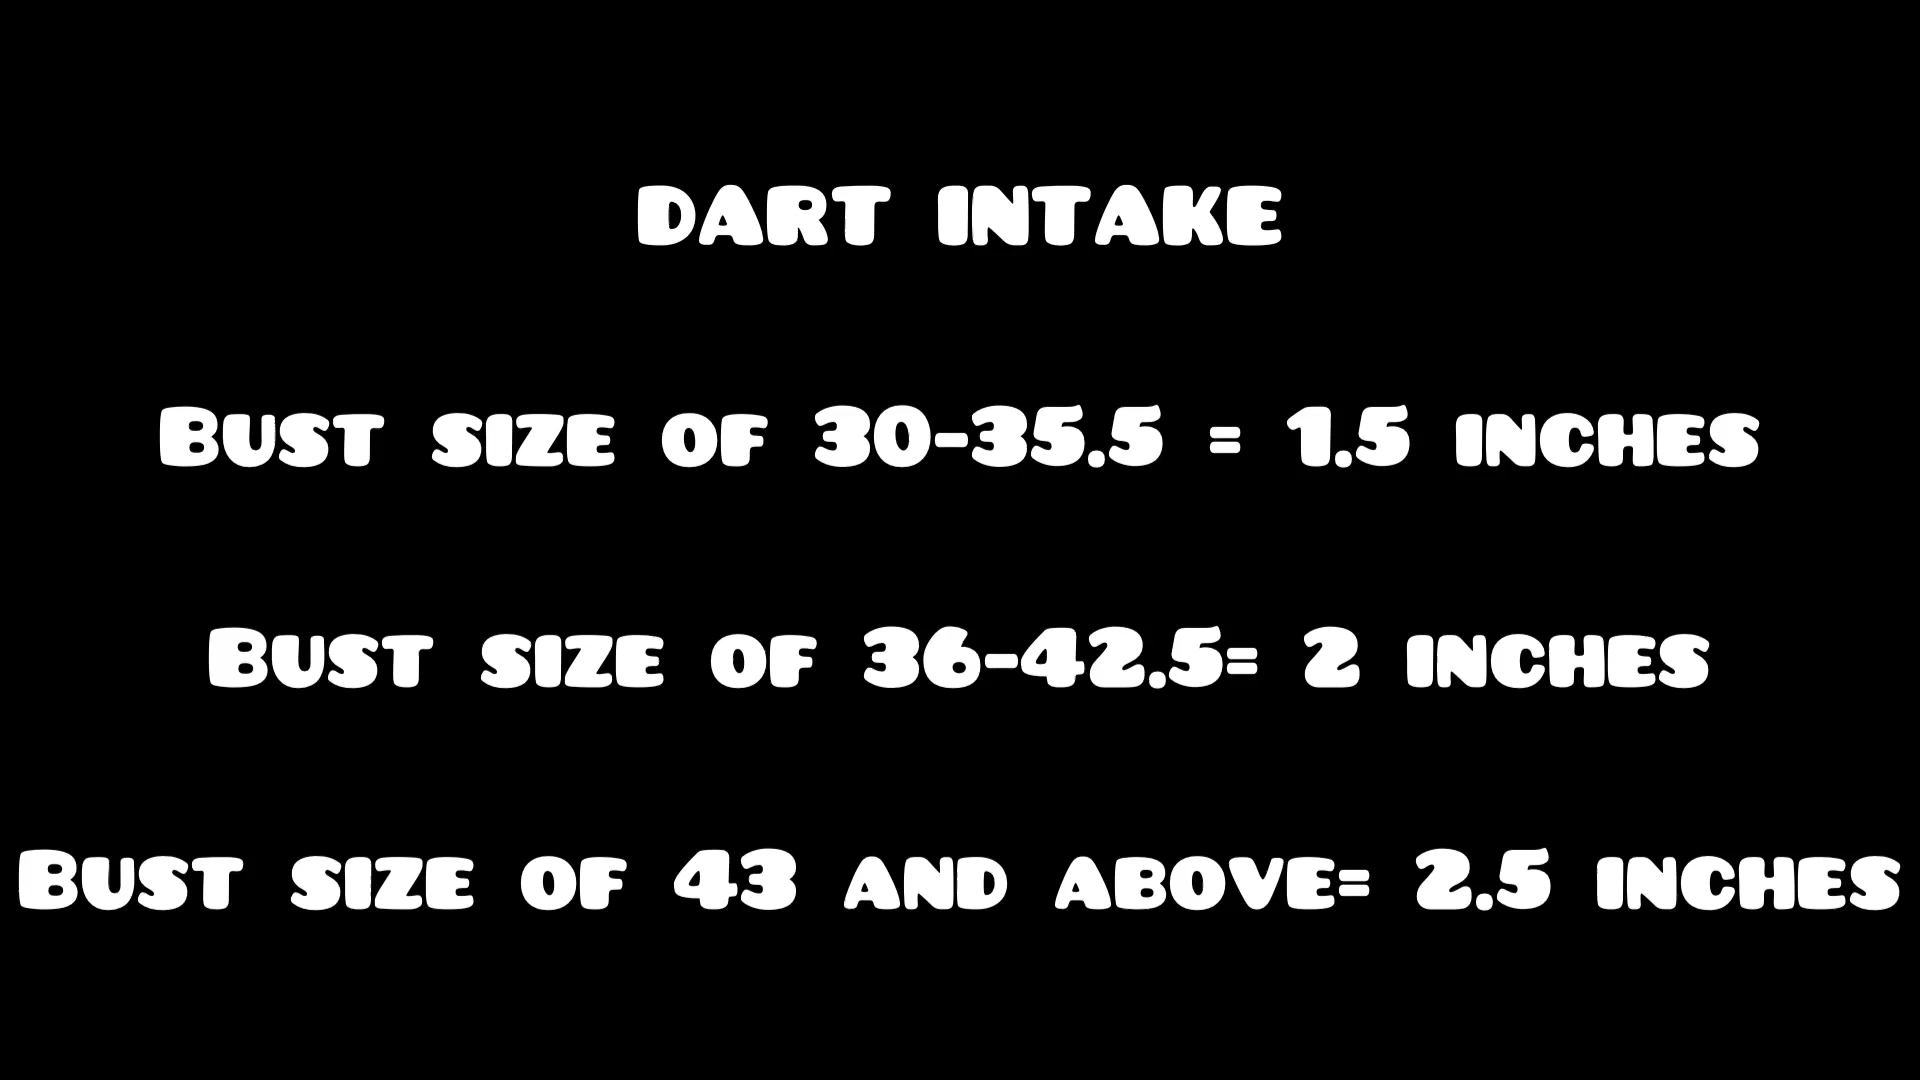 DART INTAKE
Bust size of 30-35.5 = 1.5 inches
Bust size of 36-42.5= 2 inches
Bust size of 43 and above= 2.5 inches